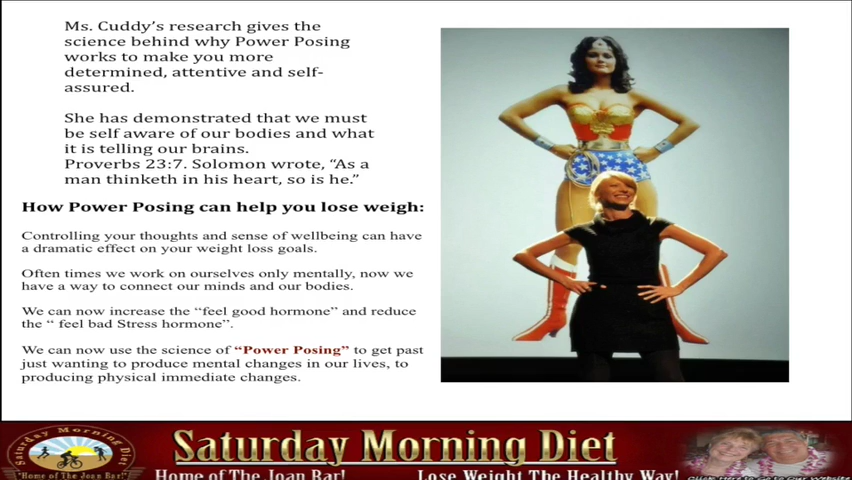 Ms. Cuddy's research gives the
science behind why Power Posing
works to make you more
determined, attentive and self-
assured.
She has demonstrated that we must
be self aware of our bodies and what
it is telling our brains.
Proverbs 23:7. Solomon wrote, "As a
man thinketh in his heart, so is he."
How Power Posing can help you lose weigh:
Controlling your thoughts and sense of wellbeing can have
a dramatic effect on your weight loss goals.
Often times we work on ourselves only mentally, now we
have a way to connect our minds and our bodies.
We can now increase the "feel good hormone" and reduce
the " feel bad Stress hormone".
We can now use the science of "Power Posing" to get past
just wanting to produce mental changes in our lives, to
producing physical immediate changes.
Saturday Morning Diet
"Home of The Joan Bar!"
Saturday Morning Diet
Home of The Joan Bar! Lose Weight The Healthy Way!
Click Here to Go to Our Website